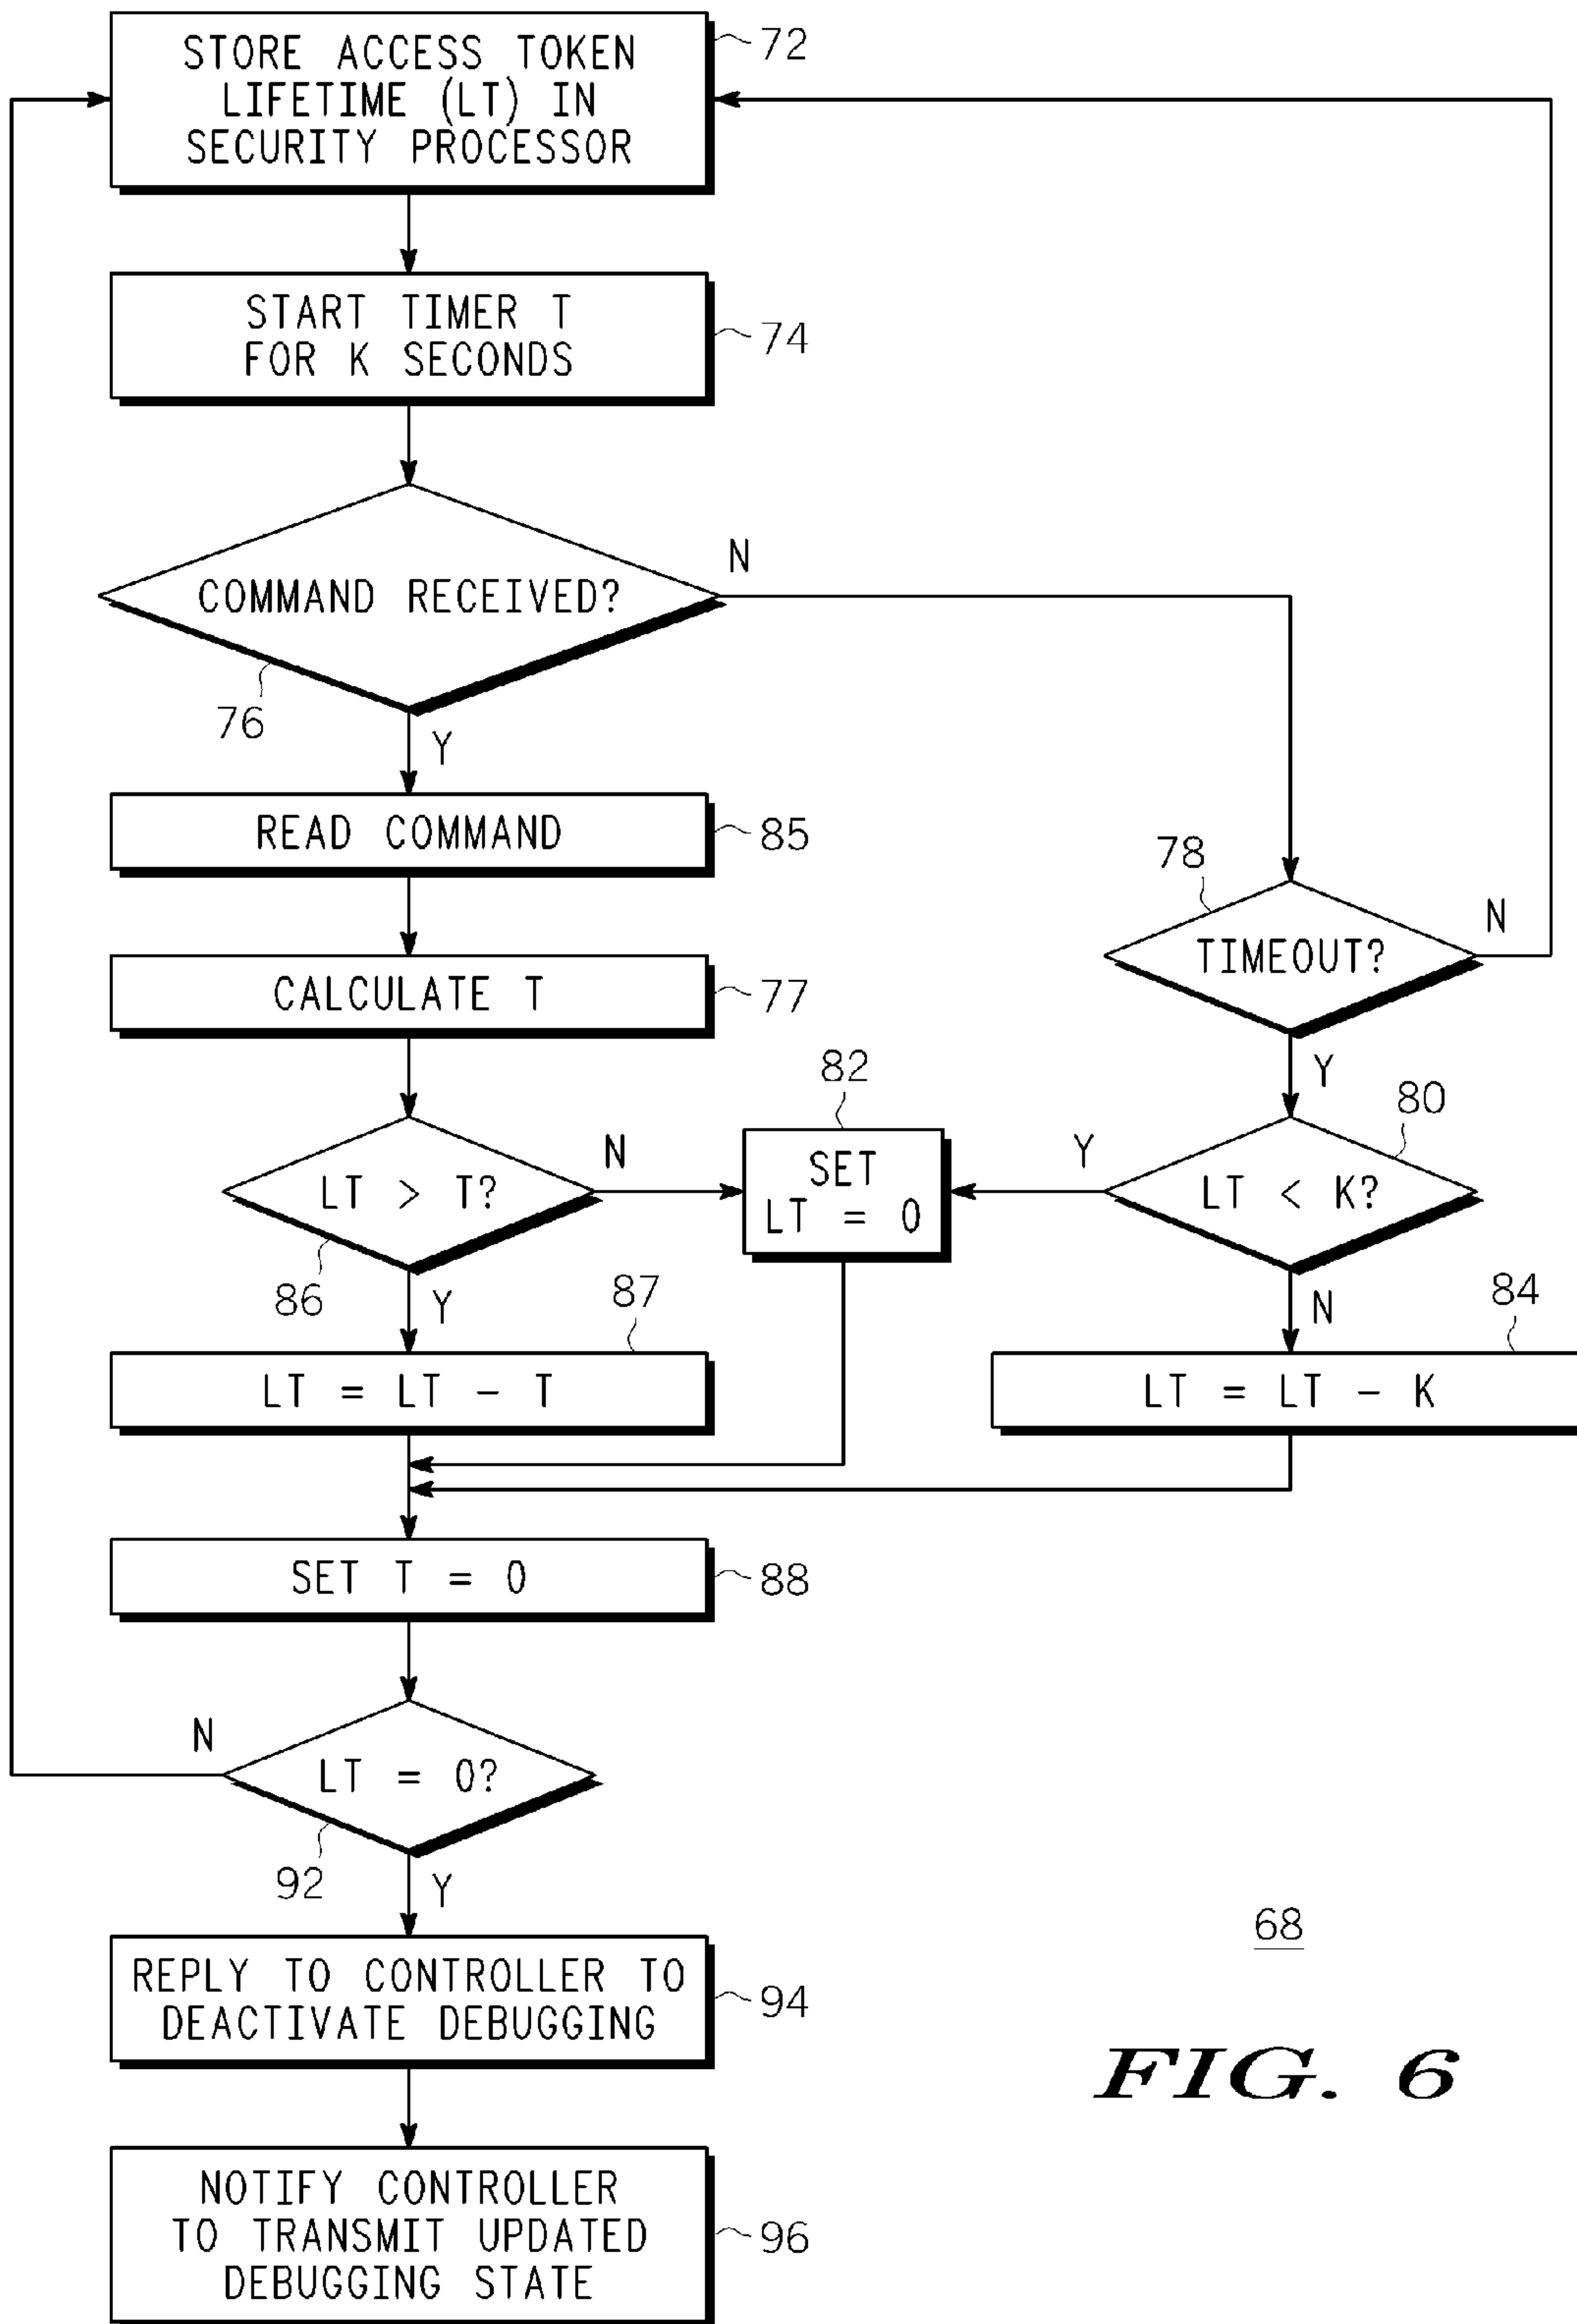 STORE ACCESS TOKEN
LIFETIME (LT) IN
SECURITY PROCESSOR
72
START TIMER T
FOR K SECONDS
74
COMMAND RECEIVED?
N
76
Y
READ COMMAND
85
78
TIMEOUT?
N
Y
CALCULATE T
77
82
80
LT > T?
N
SET
LT = 0
Y
LT < K?
86
Y
87
N
84
LT = LT - T
LT = LT - K
SET T = 0
88
N
LT = 0?
92
Y
REPLY TO CONTROLLER TO
DEACTIVATE DEBUGGING
94
NOTIFY CONTROLLER
TO TRANSMIT UPDATED
DEBUGGING STATE
96
68
FIG. 6